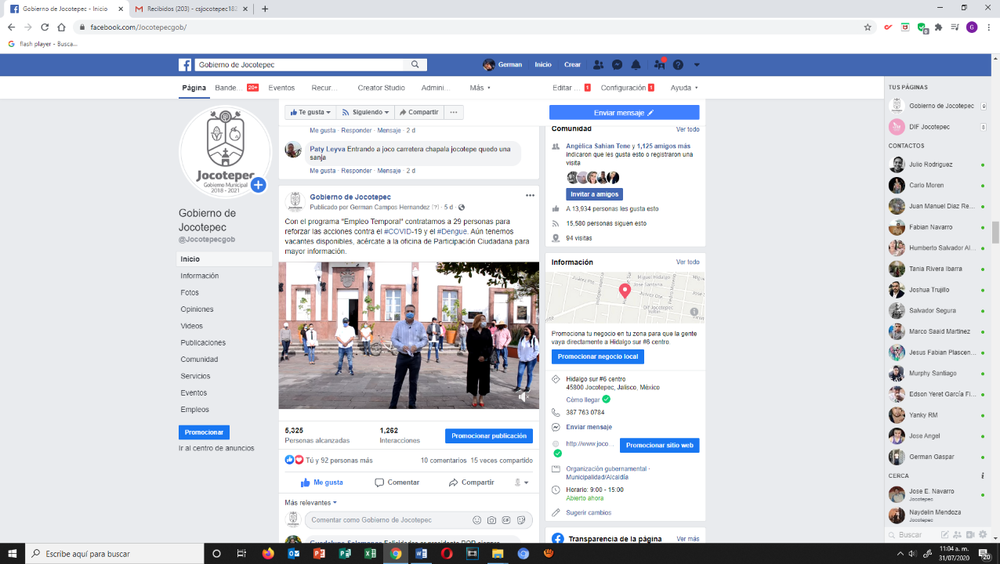 Gobierno de Jocotepec - Inicio
Recibidos (203) - csjocotepec182
facebook.com/Jocotepecgob/
flash player - Busca...
Gobierno de Jocotepec
German
Inicio
Crear
Página
Bande...
20+
Eventos
Recur...
Creator Studio
Admini...
Más
Editar ...
1
Configuración
1
Ayuda
Jocotepec
Gobierno Municipal
2018 - 2021
Gobierno de
Jocotepec
@Jocotepecgob
Inicio
Información
Fotos
Opiniones
Videos
Publicaciones
Comunidad
Servicios
Eventos
Empleos
Promocionar
Ir al centro de anuncios
Te gusta
Siguiendo
Compartir
Me gusta · Responder · Mensaje · 2 d
Paty Leyva Entrando a joco carretera chapala jocotepe quedo una
sanja
Me gusta · Responder · Mensaje · 2 d
Gobierno de Jocotepec
Publicado por German Campos Hernandez [?] · 5 d ·
Con el programa "Empleo Temporal" contratamos a 29 personas para
reforzar las acciones contra el #COVID-19 y el #Dengue. Aún tenemos
vacantes disponibles, acércate a la oficina de Participación Ciudadana para
mayor información.
5,325
Personas alcanzadas
1,262
Interacciones
Promocionar publicación
Tú y 92 personas más
10 comentarios 15 veces compartido
Me gusta
Comentar
Compartir
Más relevantes
Comentar como Gobierno de Jocotepec
Enviar mensaje
Comunidad
Ver todo
Angélica Sahian Tene y 1,125 amigos más
indicaron que les gusta esto o registraron una
visita
Invitar a amigos
A 13,934 personas les gusta esto
15,580 personas siguen esto
94 visitas
Información
Ver todo
Miguel Hidalgo
Jose Santana
Juárez Pte
Juárez Dte
Dif Jocotepec
Promociona tu negocio en tu zona para que la gente
vaya directamente a Hidalgo sur #6 centro.
Promocionar negocio local
Hidalgo sur #6 centro
45800 Jocotepec, Jalisco, México
Cómo llegar
387 763 0784
Enviar mensaje
http://www.joco...
Promocionar sitio web
Organización gubernamental ·
Municipalidad/Alcaldía
Horario: 9:00 - 15:00
Abierto ahora
Sugerir cambios
Transparencia de la página
Ver más
TUS PÁGINAS
Gobierno de Jocotepec
9
DIF Jocotepec
8
CONTACTOS
Julio Rodriguez
Carlo Moren
Juan Manuel Diaz Re...
Fabian Navarro
Humberto Salvador Al...
Tania Rivera Ibarra
Joshua Trujillo
Salvador Segura
Marco Saaid Martínez
Jesus Fabian Plascen...
Murphy Santiago
Edson Yeret García Fi...
Yanky RM
Jose Angel
German Gaspar
CERCA
Jose E. Navarro
Jocotepec
Naydelin Mendoza
Jocotepec
Buscar
Escribe aquí para buscar
11:04 a. m.
31/07/2020
20